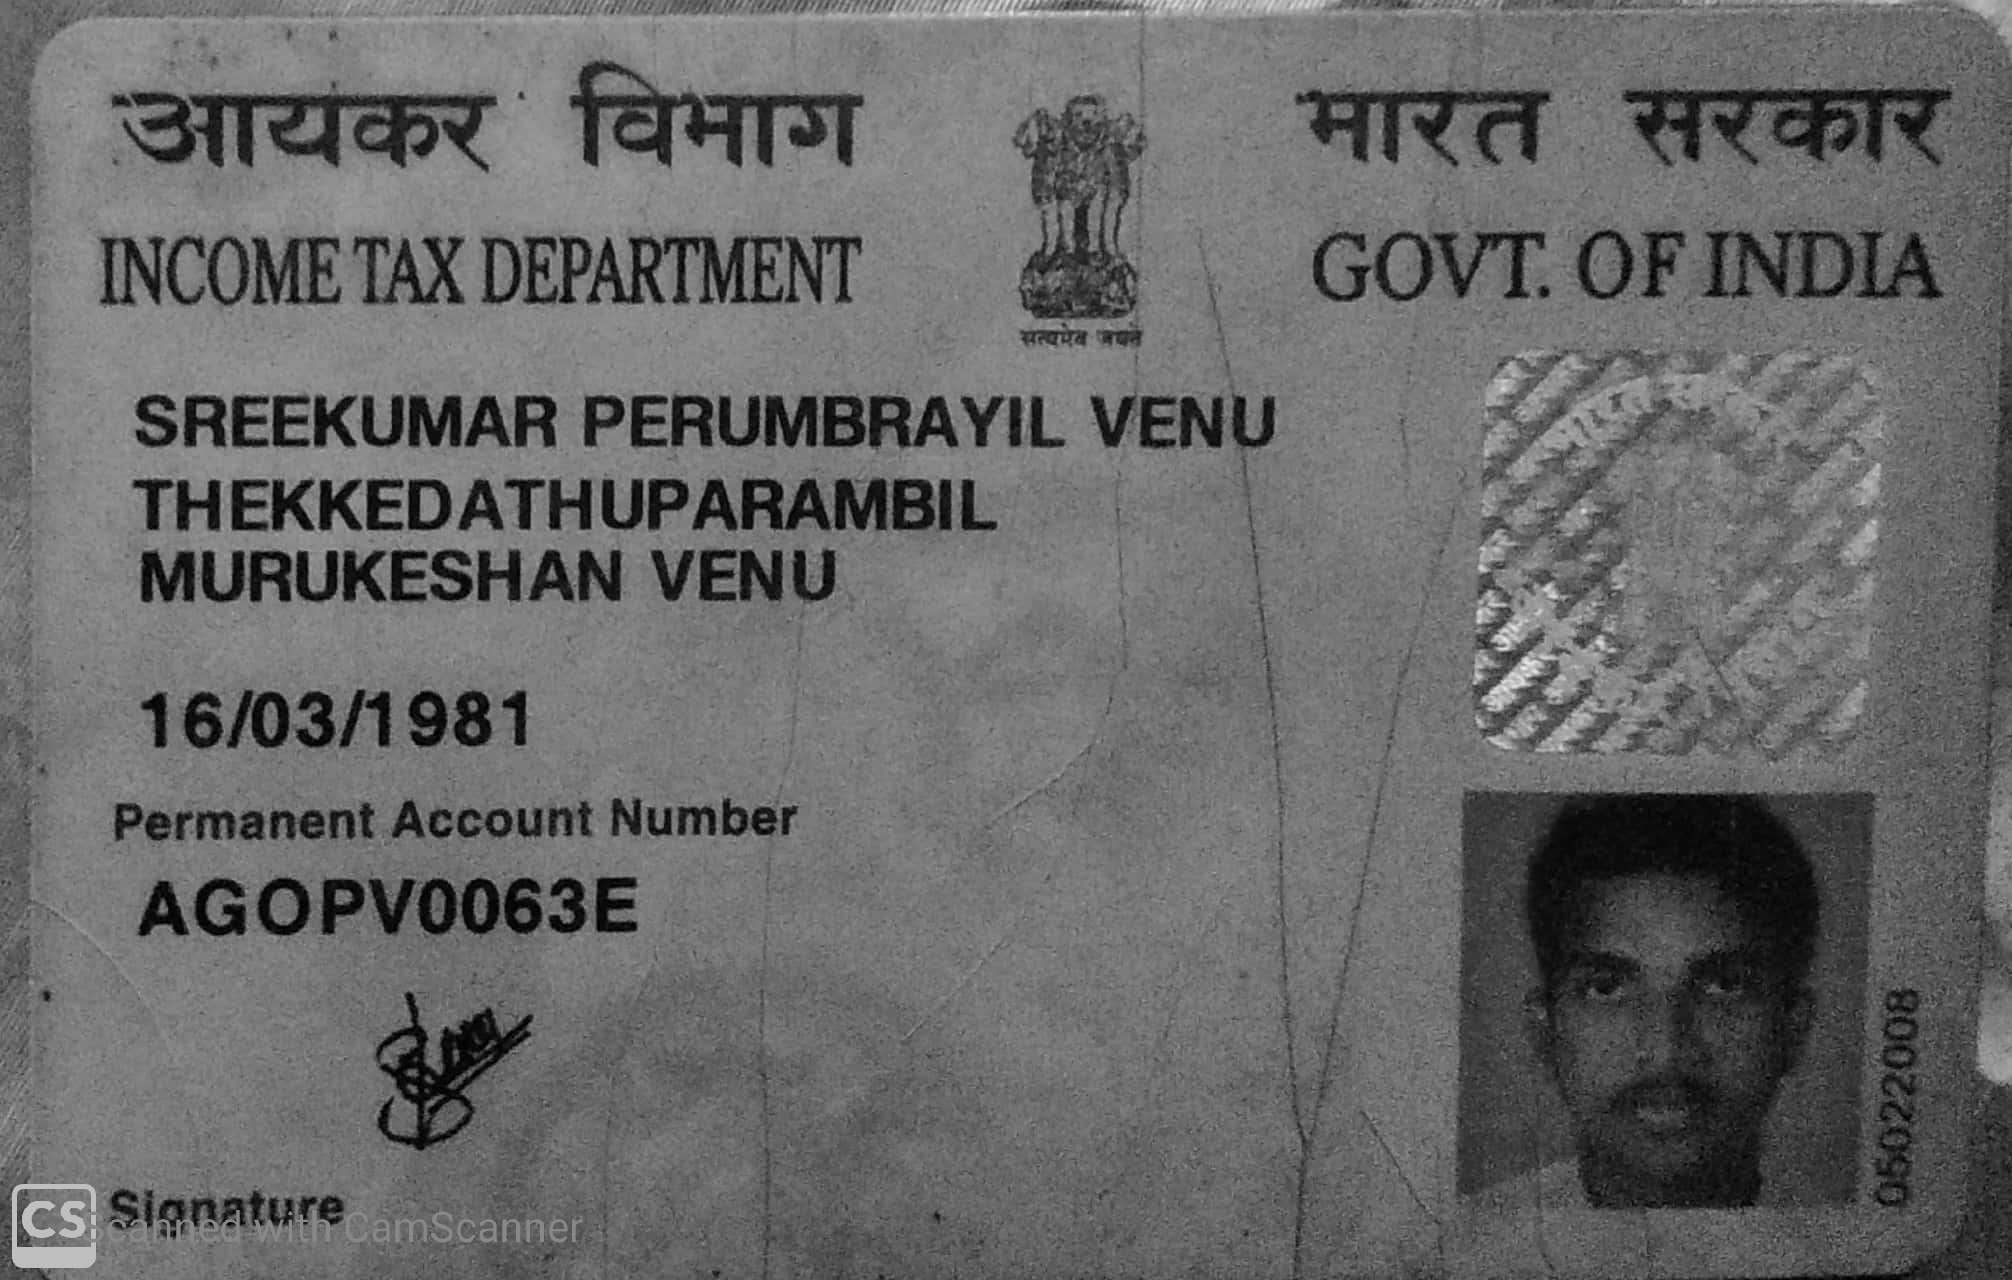 आयकर विभाग
INCOME TAX DEPARTMENT
सत्यमेव जयते
भारत सरकार
GOVT. OF INDIA
SREEKUMAR PERUMBRAYIL VENU
THEKKEDATHUPARAMBIL
MURUKESHAN VENU
16/03/1981
Permanent Account Number
AGOPV0063E
Signature
05022008
CS
Scanned with CamScanner